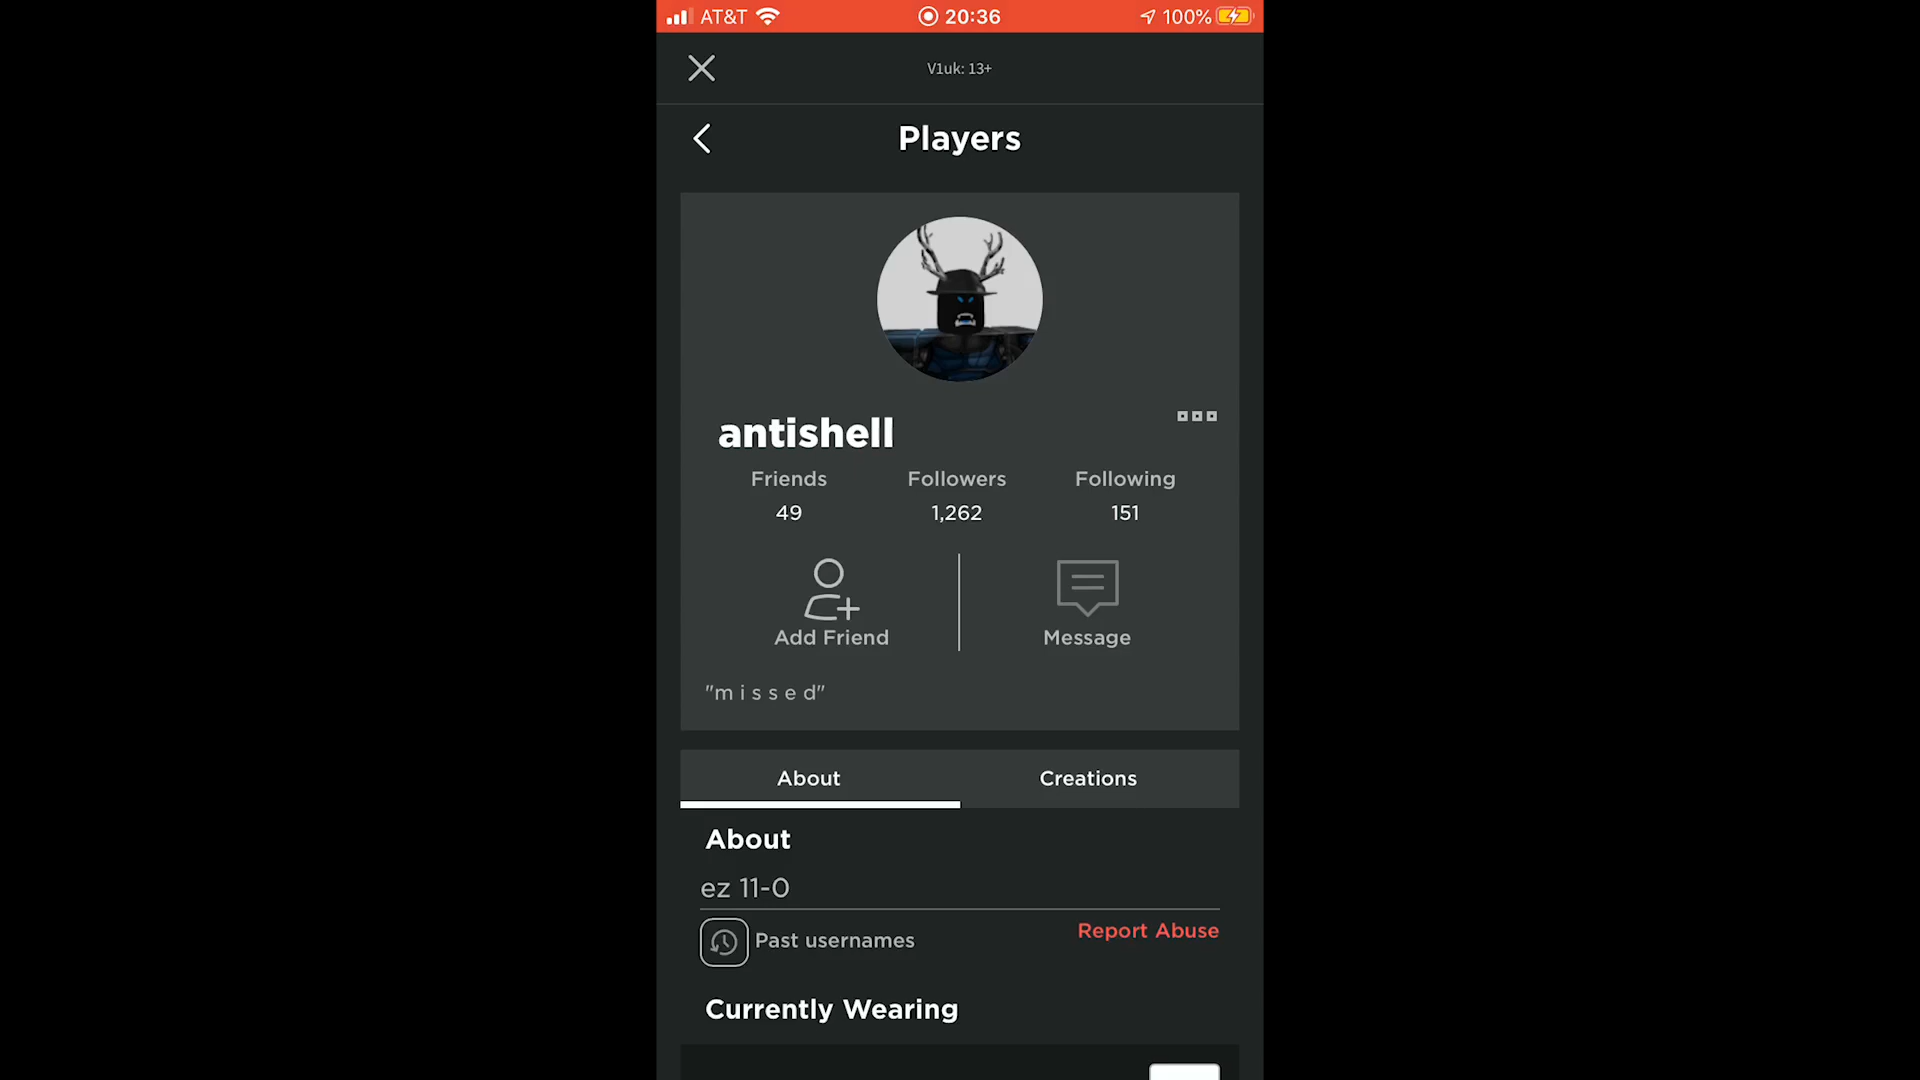 AT&T 20:36 100%
V1uk: 13+
Players
antishell
Friends Followers Following
49 1,262 151
Add Friend Message
"m i s s e d"
About Creations
About
ez 11-0
Past usernames Report Abuse
Currently Wearing